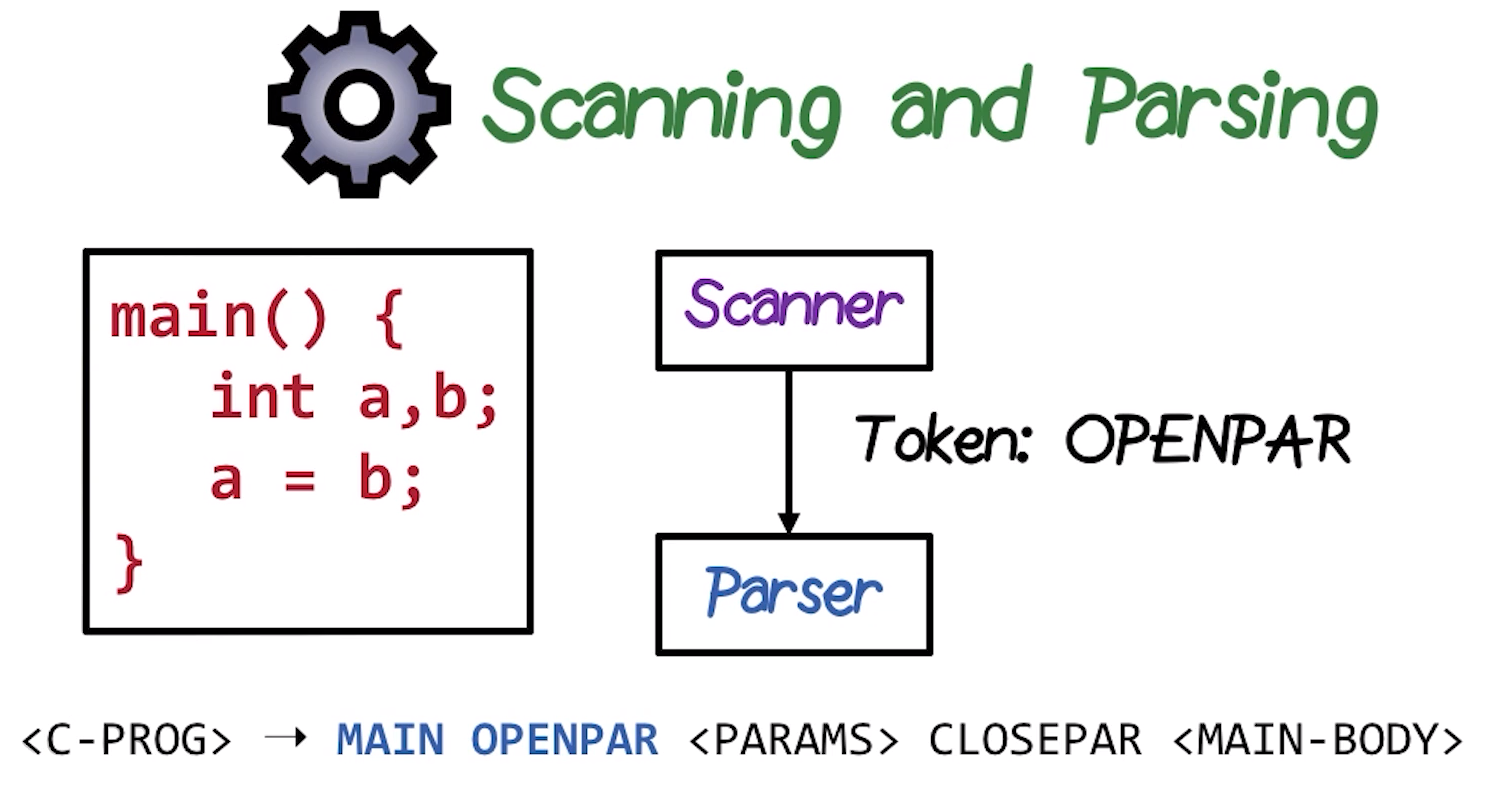 Scanning and Parsing
main() {
   int a,b;
   a = b;
}
Scanner
Token: OPENPAR
Parser
<C-PROG> → MAIN OPENPAR <PARAMS> CLOSEPAR <MAIN-BODY>